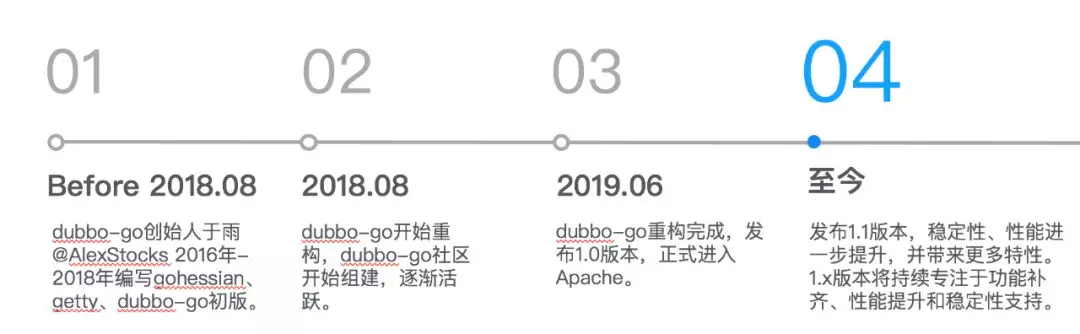 01
02
03
04
Before 2018.08
2018.08
2019.06
至今
dubbo-go创始人于雨
@AlexStocks 2016年-
2018年编写gohessian、
getty、dubbo-go初版。
dubbo-go开始重
构，dubbo-go社区
开始组建，逐渐活
跃。
dubbo-go重构完成，发
布1.0版本，正式进入
Apache。
发布1.1版本，稳定性、性能进
一步提升，并带来更多特性。
1.x版本将持续专注于功能补
齐、性能提升和稳定性支持。